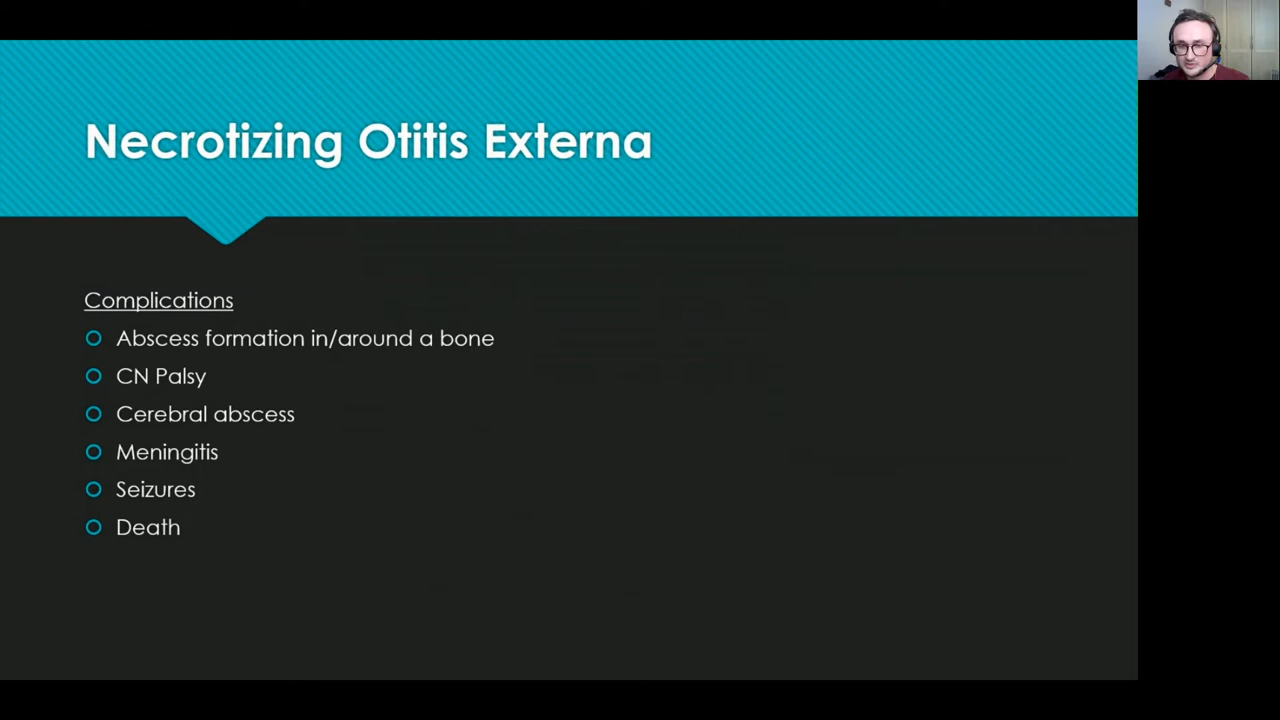 Necrotizing Otitis Externa
Complications
Abscess formation in/around a bone
CN Palsy
Cerebral abscess
Meningitis
Seizures
Death